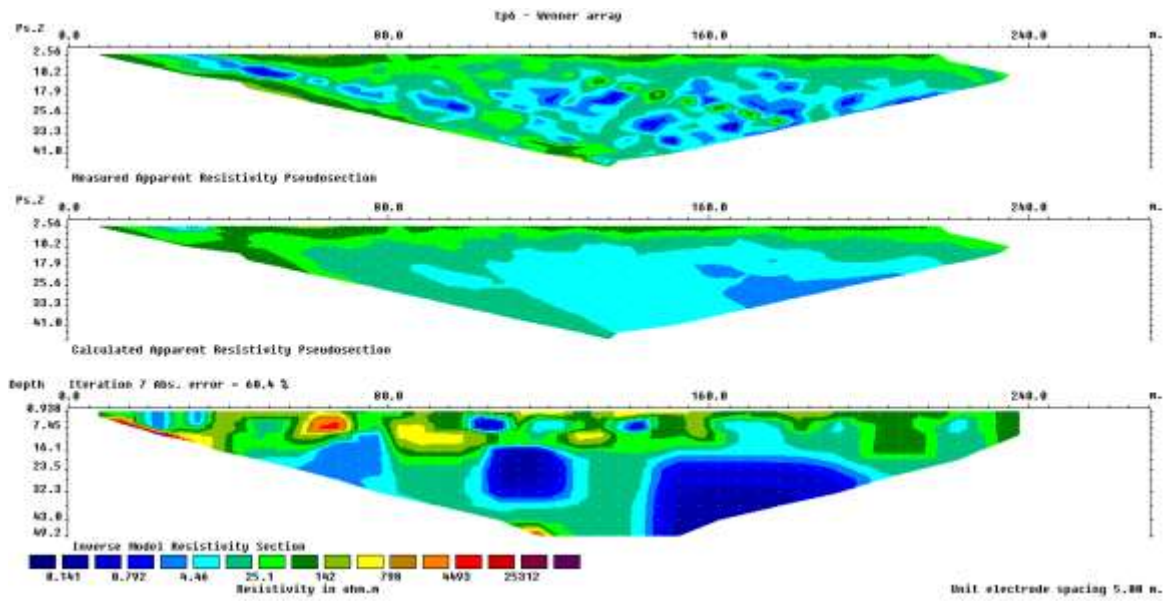 tp6 - Wenner array
Ps.Z 0.0 80.0 160.0 240.0 m.
2.56
10.2
17.9
25.6
33.3
41.0
Measured Apparent Resistivity Pseudosection
Ps.Z 0.0 80.0 160.0 240.0 m.
2.56
10.2
17.9
25.6
33.3
41.0
Calculated Apparent Resistivity Pseudosection
Depth Iteration 7 Abs. error = 60.4 %
0.0 80.0 160.0 240.0 m.
0.938
7.45
16.1
23.5
32.3
43.0
49.2
Inverse Model Resistivity Section
0.141 0.792 4.46 25.1 142 798 4493 25312
Resistivity in ohm.m
Unit electrode spacing 5.00 m.